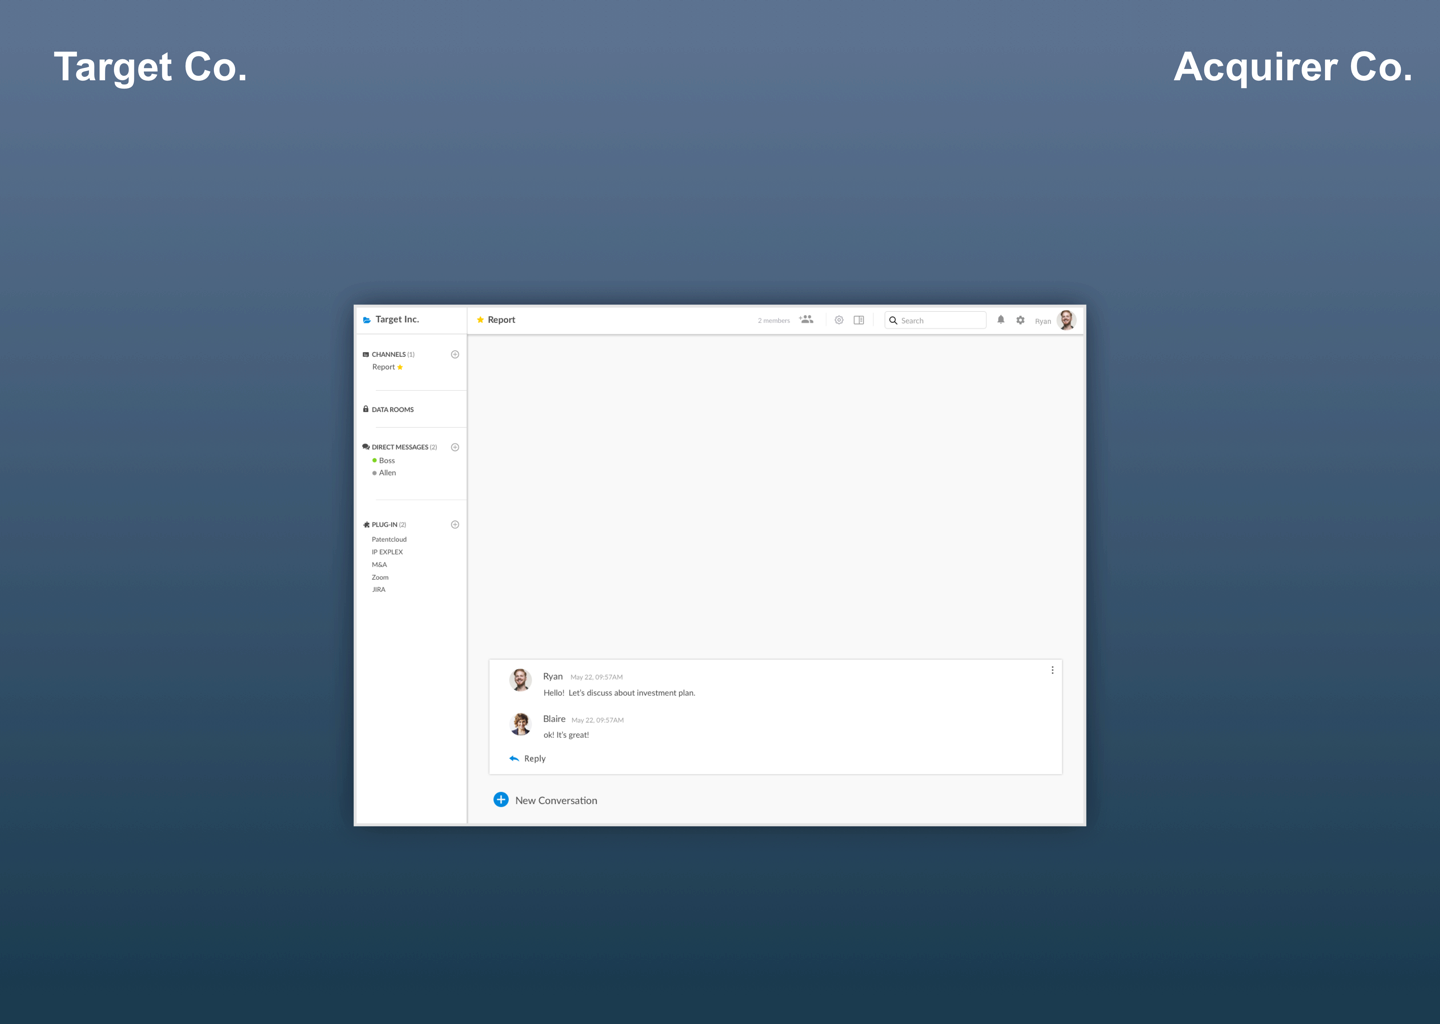 Target Co.
Acquirer Co.
Target Inc.
Report
2 members
Search
Ryan
CHANNELS (1)
Report
DATA ROOMS
DIRECT MESSAGES (2)
Boss
Allen
PLUG-IN (2)
Patentcloud
IP EXPLEX
M&A
Zoom
JIRA
Ryan May 22, 09:57AM
Hello! Let's discuss about investment plan.
Blaire May 22, 09:57AM
ok! It's great!
Reply
New Conversation